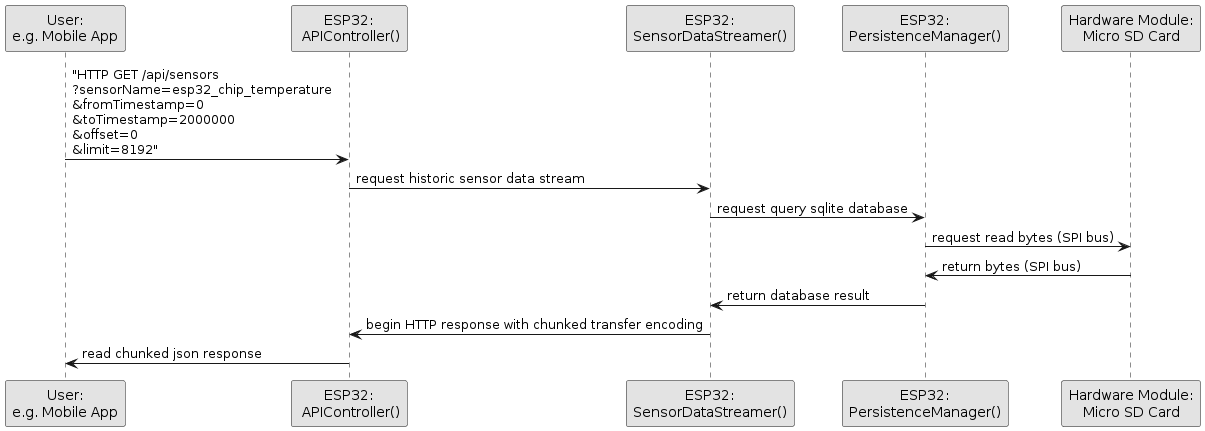 User:
e.g. Mobile App
ESP32:
APIController()
ESP32:
SensorDataStreamer()
ESP32:
PersistenceManager()
Hardware Module:
Micro SD Card
"HTTP GET /api/sensors
?sensorName=esp32_chip_temperature
&fromTimestamp=0
&toTimestamp=2000000
&offset=0
&limit=8192"
request historic sensor data stream
request query sqlite database
request read bytes (SPI bus)
return bytes (SPI bus)
return database result
begin HTTP response with chunked transfer encoding
read chunked json response
User:
e.g. Mobile App
ESP32:
APIController()
ESP32:
SensorDataStreamer()
ESP32:
PersistenceManager()
Hardware Module:
Micro SD Card